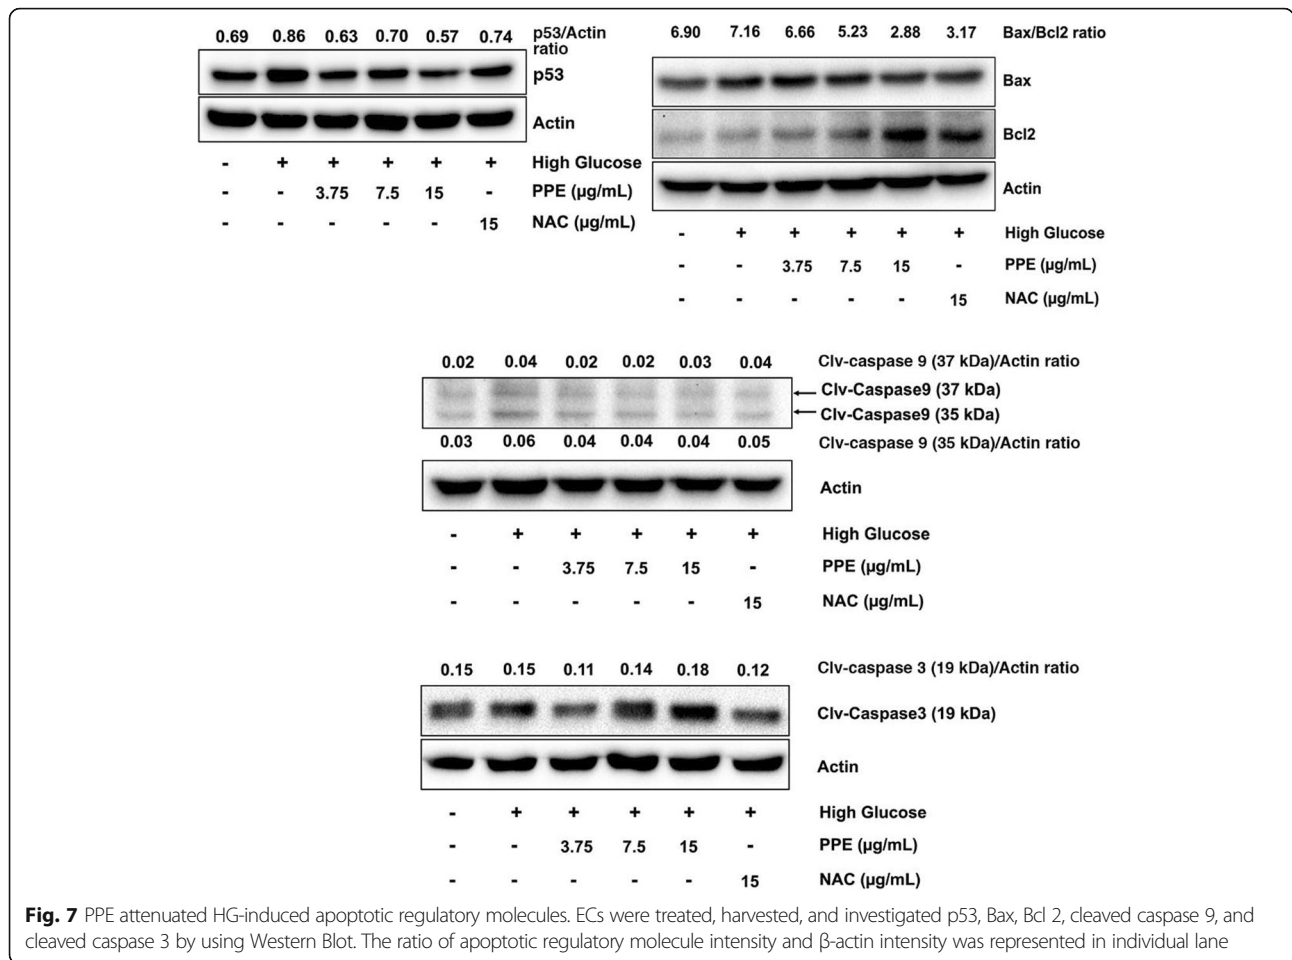 0.69 0.86 0.63 0.70 0.57 0.74 p53/Actin ratio
p53
Actin
- + + + + + High Glucose
- - 3.75 7.5 15 - PPE (µg/mL)
- - - - - 15 NAC (µg/mL)
6.90 7.16 6.66 5.23 2.88 3.17 Bax/Bcl2 ratio
Bax
Bcl2
Actin
- + + + + + High Glucose
- - 3.75 7.5 15 - PPE (µg/mL)
- - - - - 15 NAC (µg/mL)
0.02 0.04 0.02 0.02 0.03 0.04 Clv-caspase 9 (37 kDa)/Actin ratio
Clv-Caspase9 (37 kDa)
Clv-Caspase9 (35 kDa)
0.03 0.06 0.04 0.04 0.04 0.05 Clv-caspase 9 (35 kDa)/Actin ratio
Actin
- + + + + + High Glucose
- - 3.75 7.5 15 - PPE (µg/mL)
- - - - - 15 NAC (µg/mL)
0.15 0.15 0.11 0.14 0.18 0.12 Clv-caspase 3 (19 kDa)/Actin ratio
Clv-Caspase3 (19 kDa)
Actin
- + + + + + High Glucose
- - 3.75 7.5 15 - PPE (µg/mL)
- - - - - 15 NAC (µg/mL)
Fig. 7 PPE attenuated HG-induced apoptotic regulatory molecules. ECs were treated, harvested, and investigated p53, Bax, Bcl 2, cleaved caspase 9, and
cleaved caspase 3 by using Western Blot. The ratio of apoptotic regulatory molecule intensity and β-actin intensity was represented in individual lane